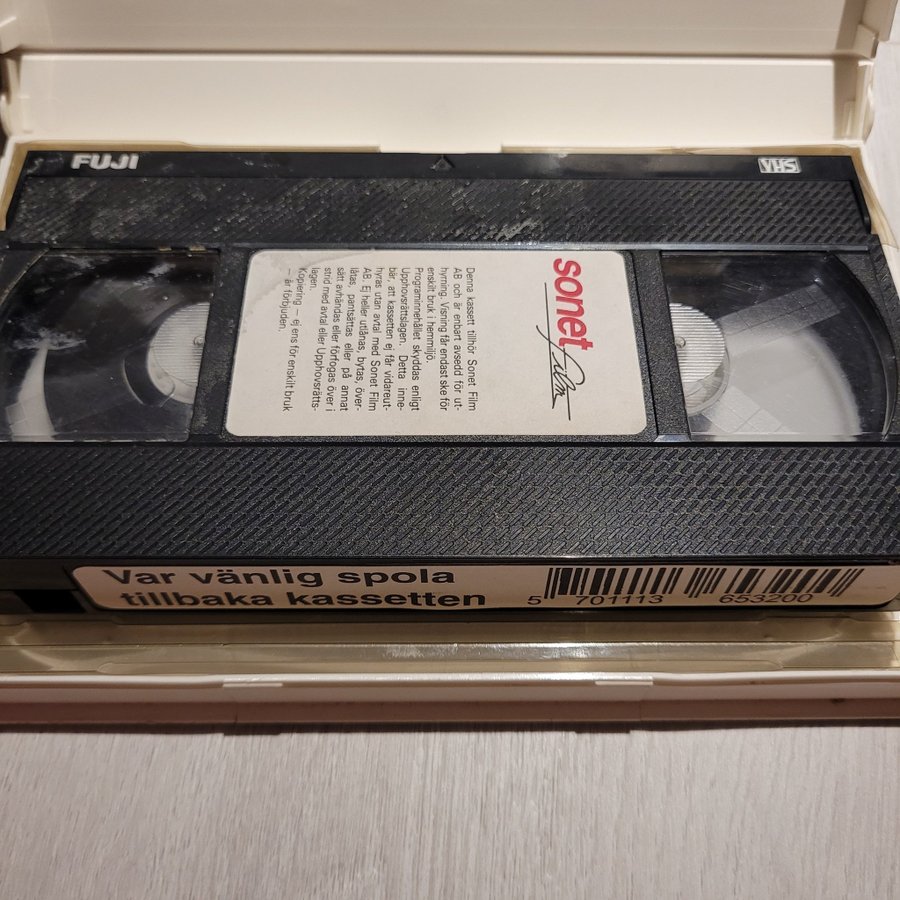 FUJI
VHS
sonet
film
Denna kassett tillhör Sonet Film
AB och är enbart avsedd för ut-
hyrning. Visning får endast ske för
enskilt bruk i hemmiljö.
Programinnehållet skyddas enligt
Upphovsrättslagen. Detta inne-
bär, att kassetten ej får vidareut-
hyras utan avtal med Sonet Film
AB. Ej heller utlånas, bytas, över-
låtas, pantsättas eller på annat
sätt avhändas eller förfogas över i
strid med avtal eller Upphovsrätts-
lagen.
Kopiering – ej ens för enskilt bruk
– är förbjuden.
Var vänlig spola
tillbaka kassetten
5 701113 653200